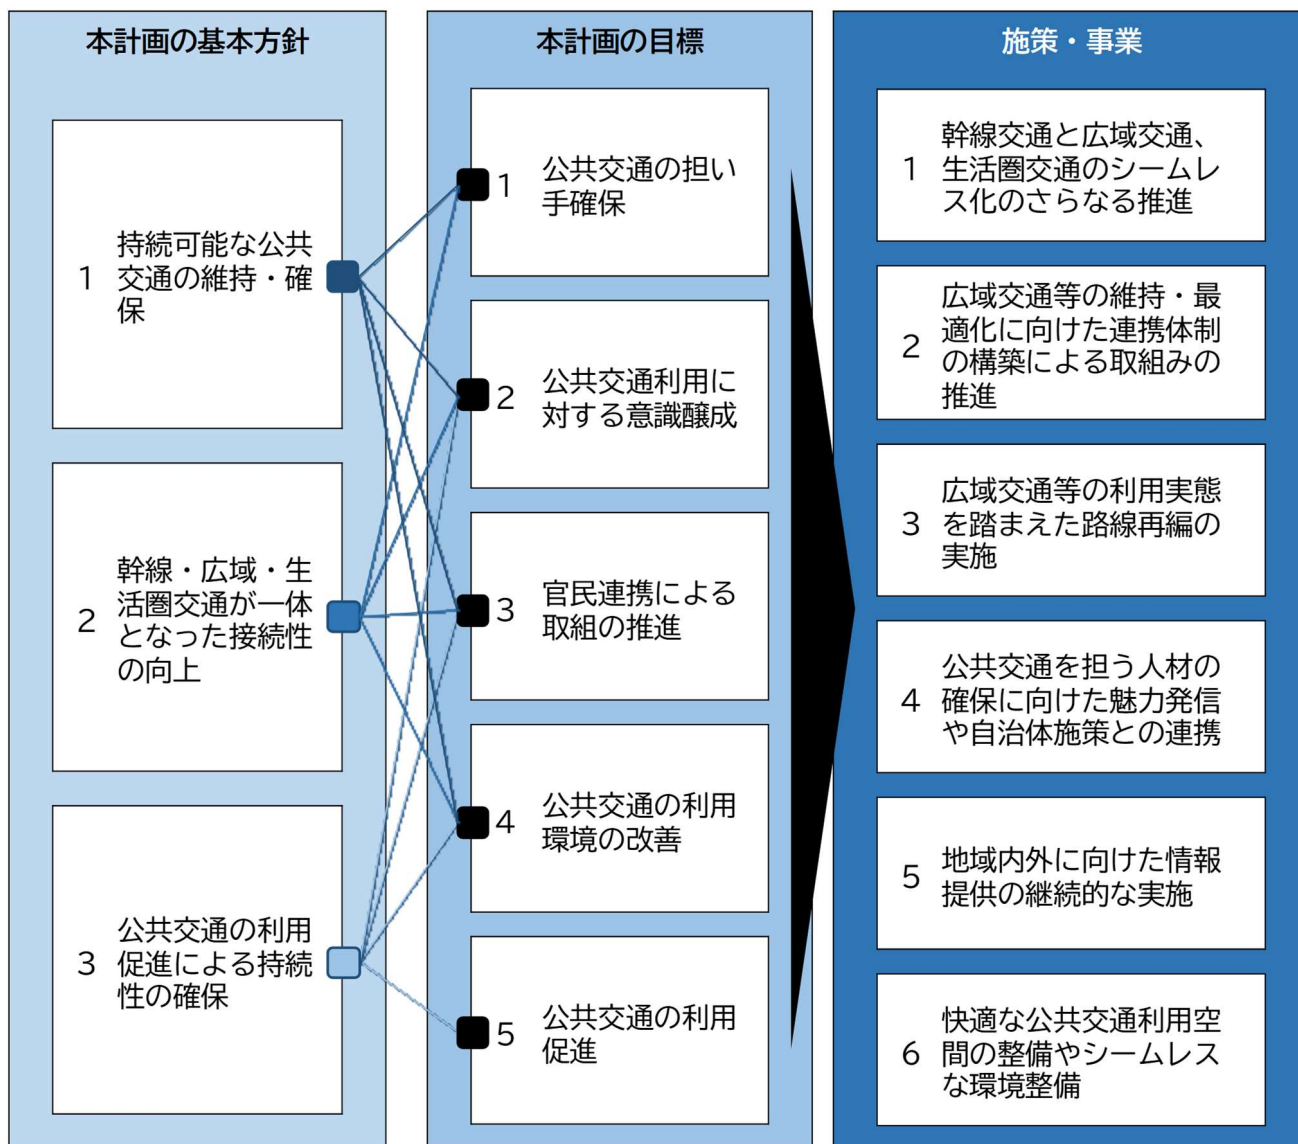 本計画の基本方針
1
持続可能な公共
交通の維持・確
保
2
幹線・広域・生
活圏交通が一体
となった接続性
の向上
3
公共交通の利用
促進による持続
性の確保
本計画の目標
1
公共交通の担い
手確保
2
公共交通利用に
対する意識醸成
3
官民連携による
取組の推進
4
公共交通の利用
環境の改善
5
公共交通の利用
促進
施策・事業
1
幹線交通と広域交通、
生活圏交通のシームレ
ス化のさらなる推進
2
広域交通等の維持・最
適化に向けた連携体制
の構築による取組みの
推進
3
広域交通等の利用実態
を踏まえた路線再編の
実施
4
公共交通を担う人材の
確保に向けた魅力発信
や自治体施策との連携
5
地域内外に向けた情報
提供の継続的な実施
6
快適な公共交通利用空
間の整備やシームレス
な環境整備